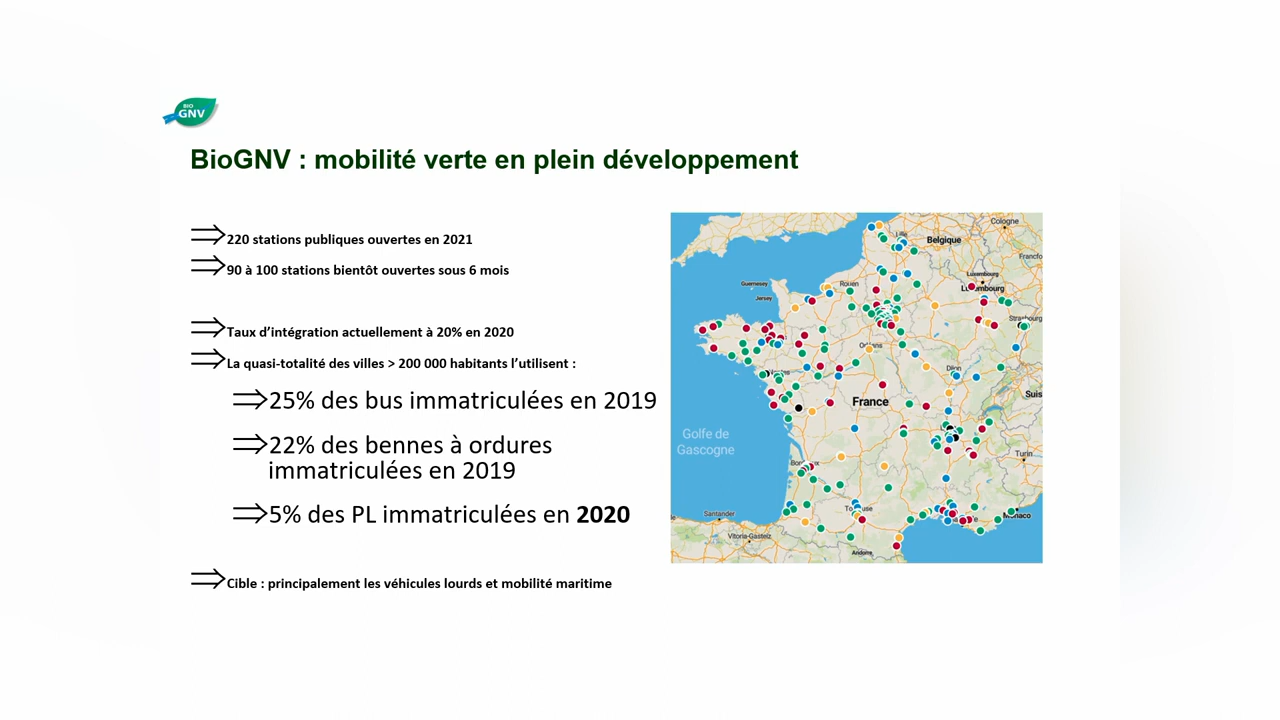 BIO
GNV
BioGNV : mobilité verte en plein développement
220 stations publiques ouvertes en 2021
90 à 100 stations bientôt ouvertes sous 6 mois
Taux d’intégration actuellement à 20% en 2020
La quasi-totalité des villes > 200 000 habitants l’utilisent :
25% des bus immatriculées en 2019
22% des bennes à ordures
immatriculées en 2019
5% des PL immatriculées en 2020
Cible : principalement les véhicules lourds et mobilité maritime
Cologne
Belgique
Guernesey
Jersey
Rouen
Luxembourg
Dijon
France
Golfe de
Gascogne
Turin
Santander
Vitoria-Gasteiz
Andorre